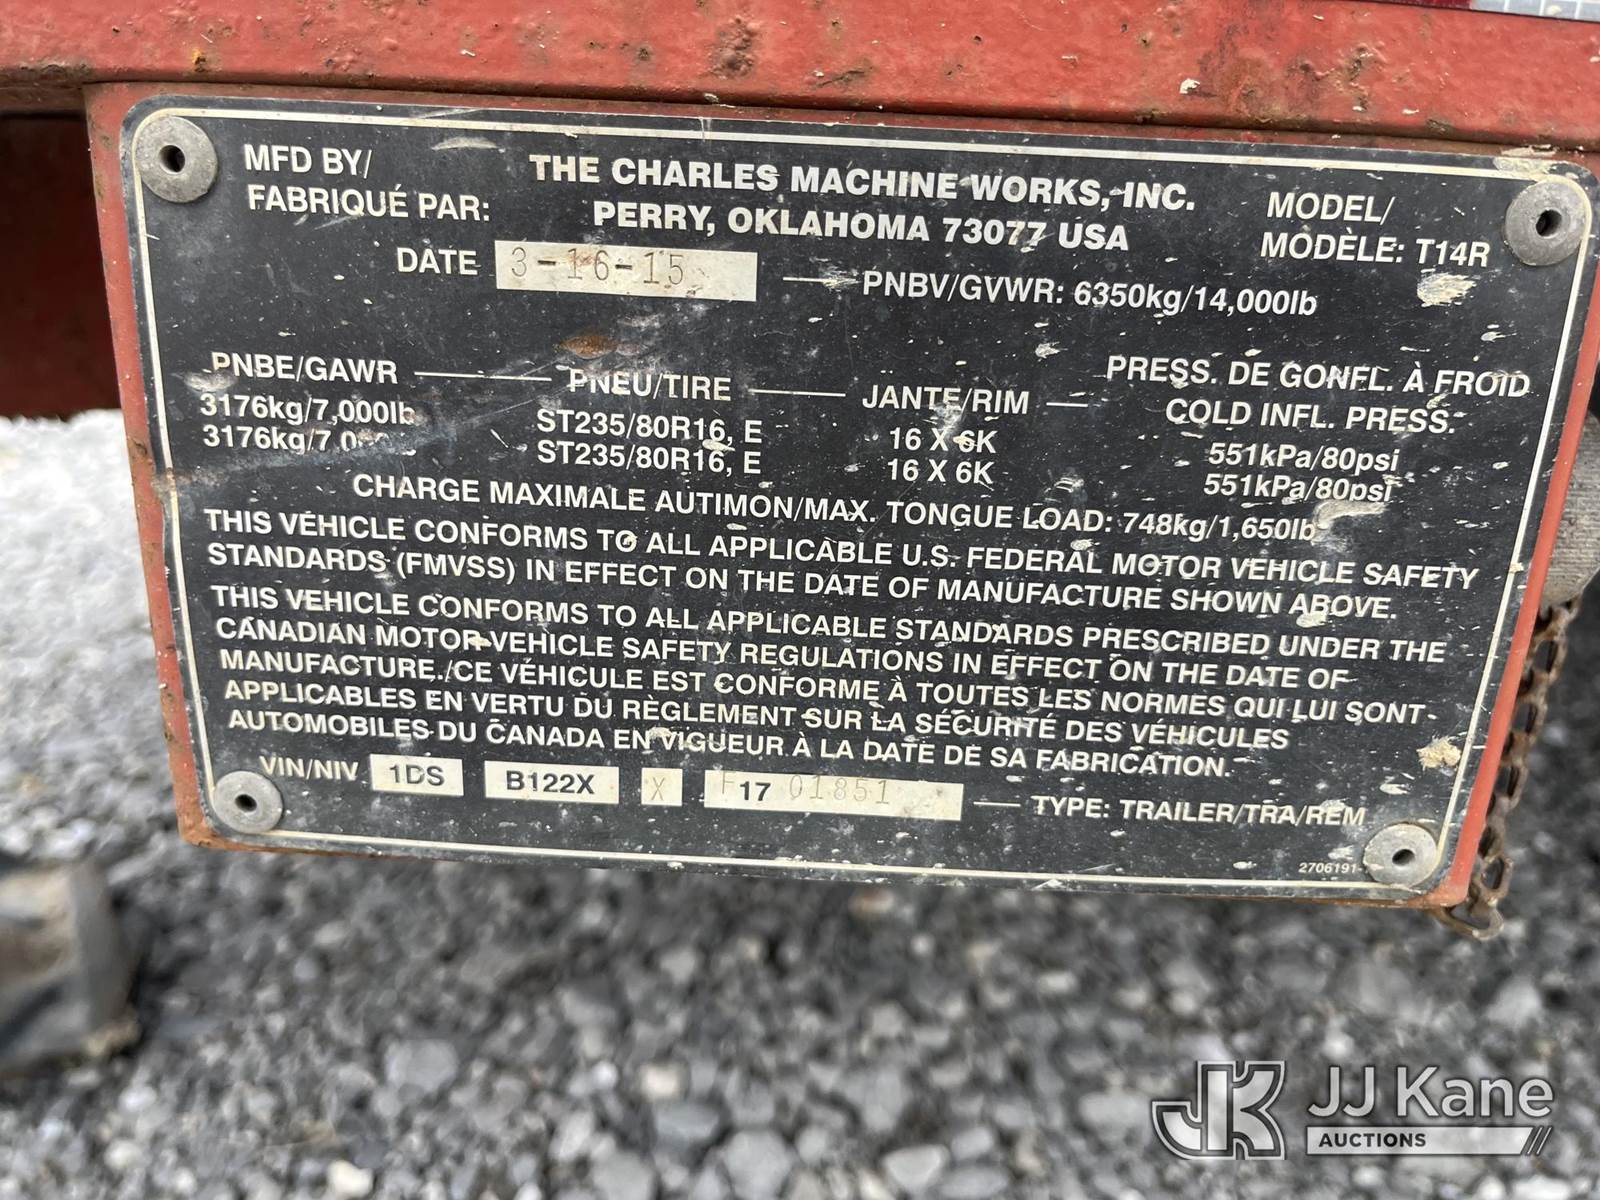 MFD BY/
FABRIQUÉ PAR:
THE CHARLES MACHINE WORKS, INC.
PERRY, OKLAHOMA 73077 USA
MODEL/
MODÈLE: T14R
DATE 3-16-15
PNBV/GVWR: 6350kg/14,000lb
PNBE/GAWR PNEU/TIRE JANTE/RIM PRESS. DE GONFL. À FROID
COLD INFL. PRESS.
3176kg/7,000lb ST235/80R16, E 16 X 6K 551kPa/80psi
3176kg/ ST235/80R16, E 16 X 6K 551kPa/80psi
CHARGE MAXIMALE AUTIMON/MAX. TONGUE LOAD: 748kg/1,650lb
THIS VEHICLE CONFORMS TO ALL APPLICABLE U.S. FEDERAL MOTOR VEHICLE SAFETY
STANDARDS (FMVSS) IN EFFECT ON THE DATE OF MANUFACTURE SHOWN ABOVE.
THIS VEHICLE CONFORMS TO ALL APPLICABLE STANDARDS PRESCRIBED UNDER THE
CANADIAN MOTOR VEHICLE SAFETY REGULATIONS IN EFFECT ON THE DATE OF
MANUFACTURE./CE VÉHICULE EST CONFORME À TOUTES LES NORMES QUI LUI SONT
APPLICABLES EN VERTU DU RÈGLEMENT SUR LA SÉCURITÉ DES VÉHICULES
AUTOMOBILES DU CANADA EN VIGUEUR À LA DATE DE SA FABRICATION.
VIN/NIV 1DS B122X X F17 01851 TYPE: TRAILER/TRA/REM
2706191-
JK JJ Kane
AUCTIONS